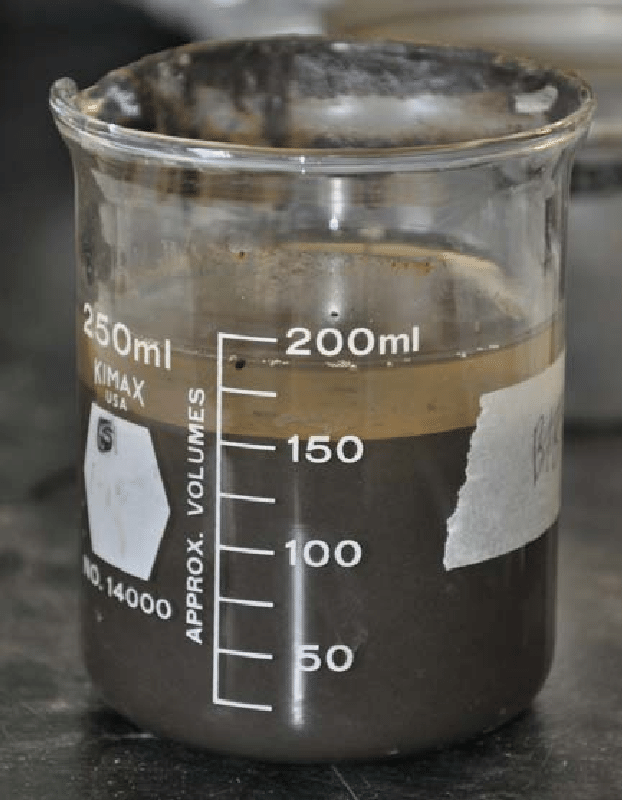 250ml
KIMAX
USA
NO. 14000
APPROX. VOLUMES
200ml
150
100
50